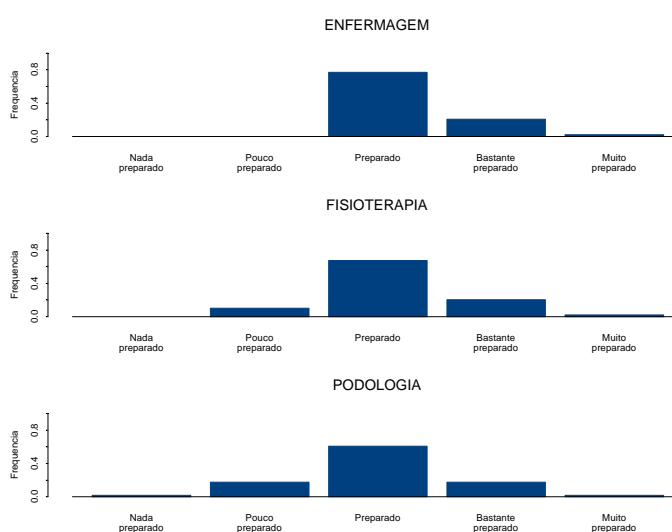 ENFERMAGEM
Frequencia
0.8
0.4
0.0
Nada preparado
Pouco preparado
Preparado
Bastante preparado
Muito preparado
FISIOTERAPIA
Frequencia
0.8
0.4
0.0
Nada preparado
Pouco preparado
Preparado
Bastante preparado
Muito preparado
PODOLOGIA
Frequencia
0.8
0.4
0.0
Nada preparado
Pouco preparado
Preparado
Bastante preparado
Muito preparado